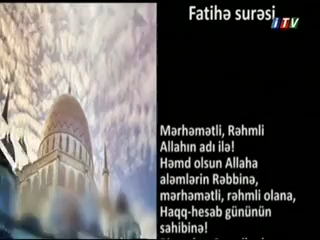 Fatihə surəsi
İTV
Mərhəmətli, Rəhmli
Allahın adı ilə!
Həmd olsun Allaha
aləmlərin Rəbbinə,
mərhəmətli, rəhmli olana,
Haqq-hesab gününün
sahibinə!